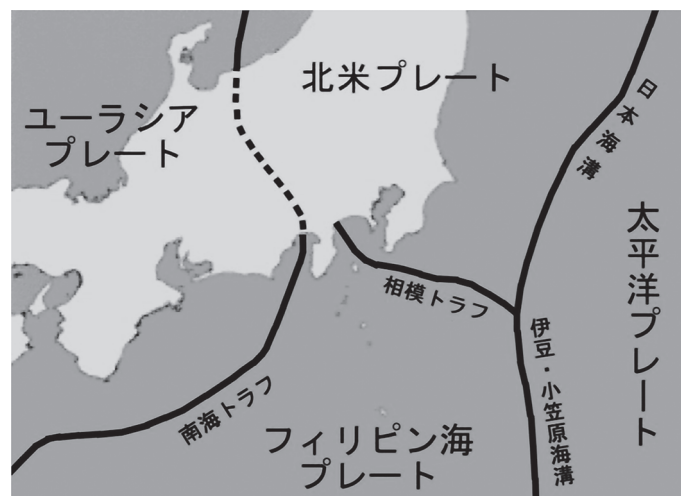 北米プレート
ユーラシア
プレート
日本海溝
太平洋プレート
相模トラフ
伊豆・小笠原海溝
南海トラフ
フィリピン海
プレート